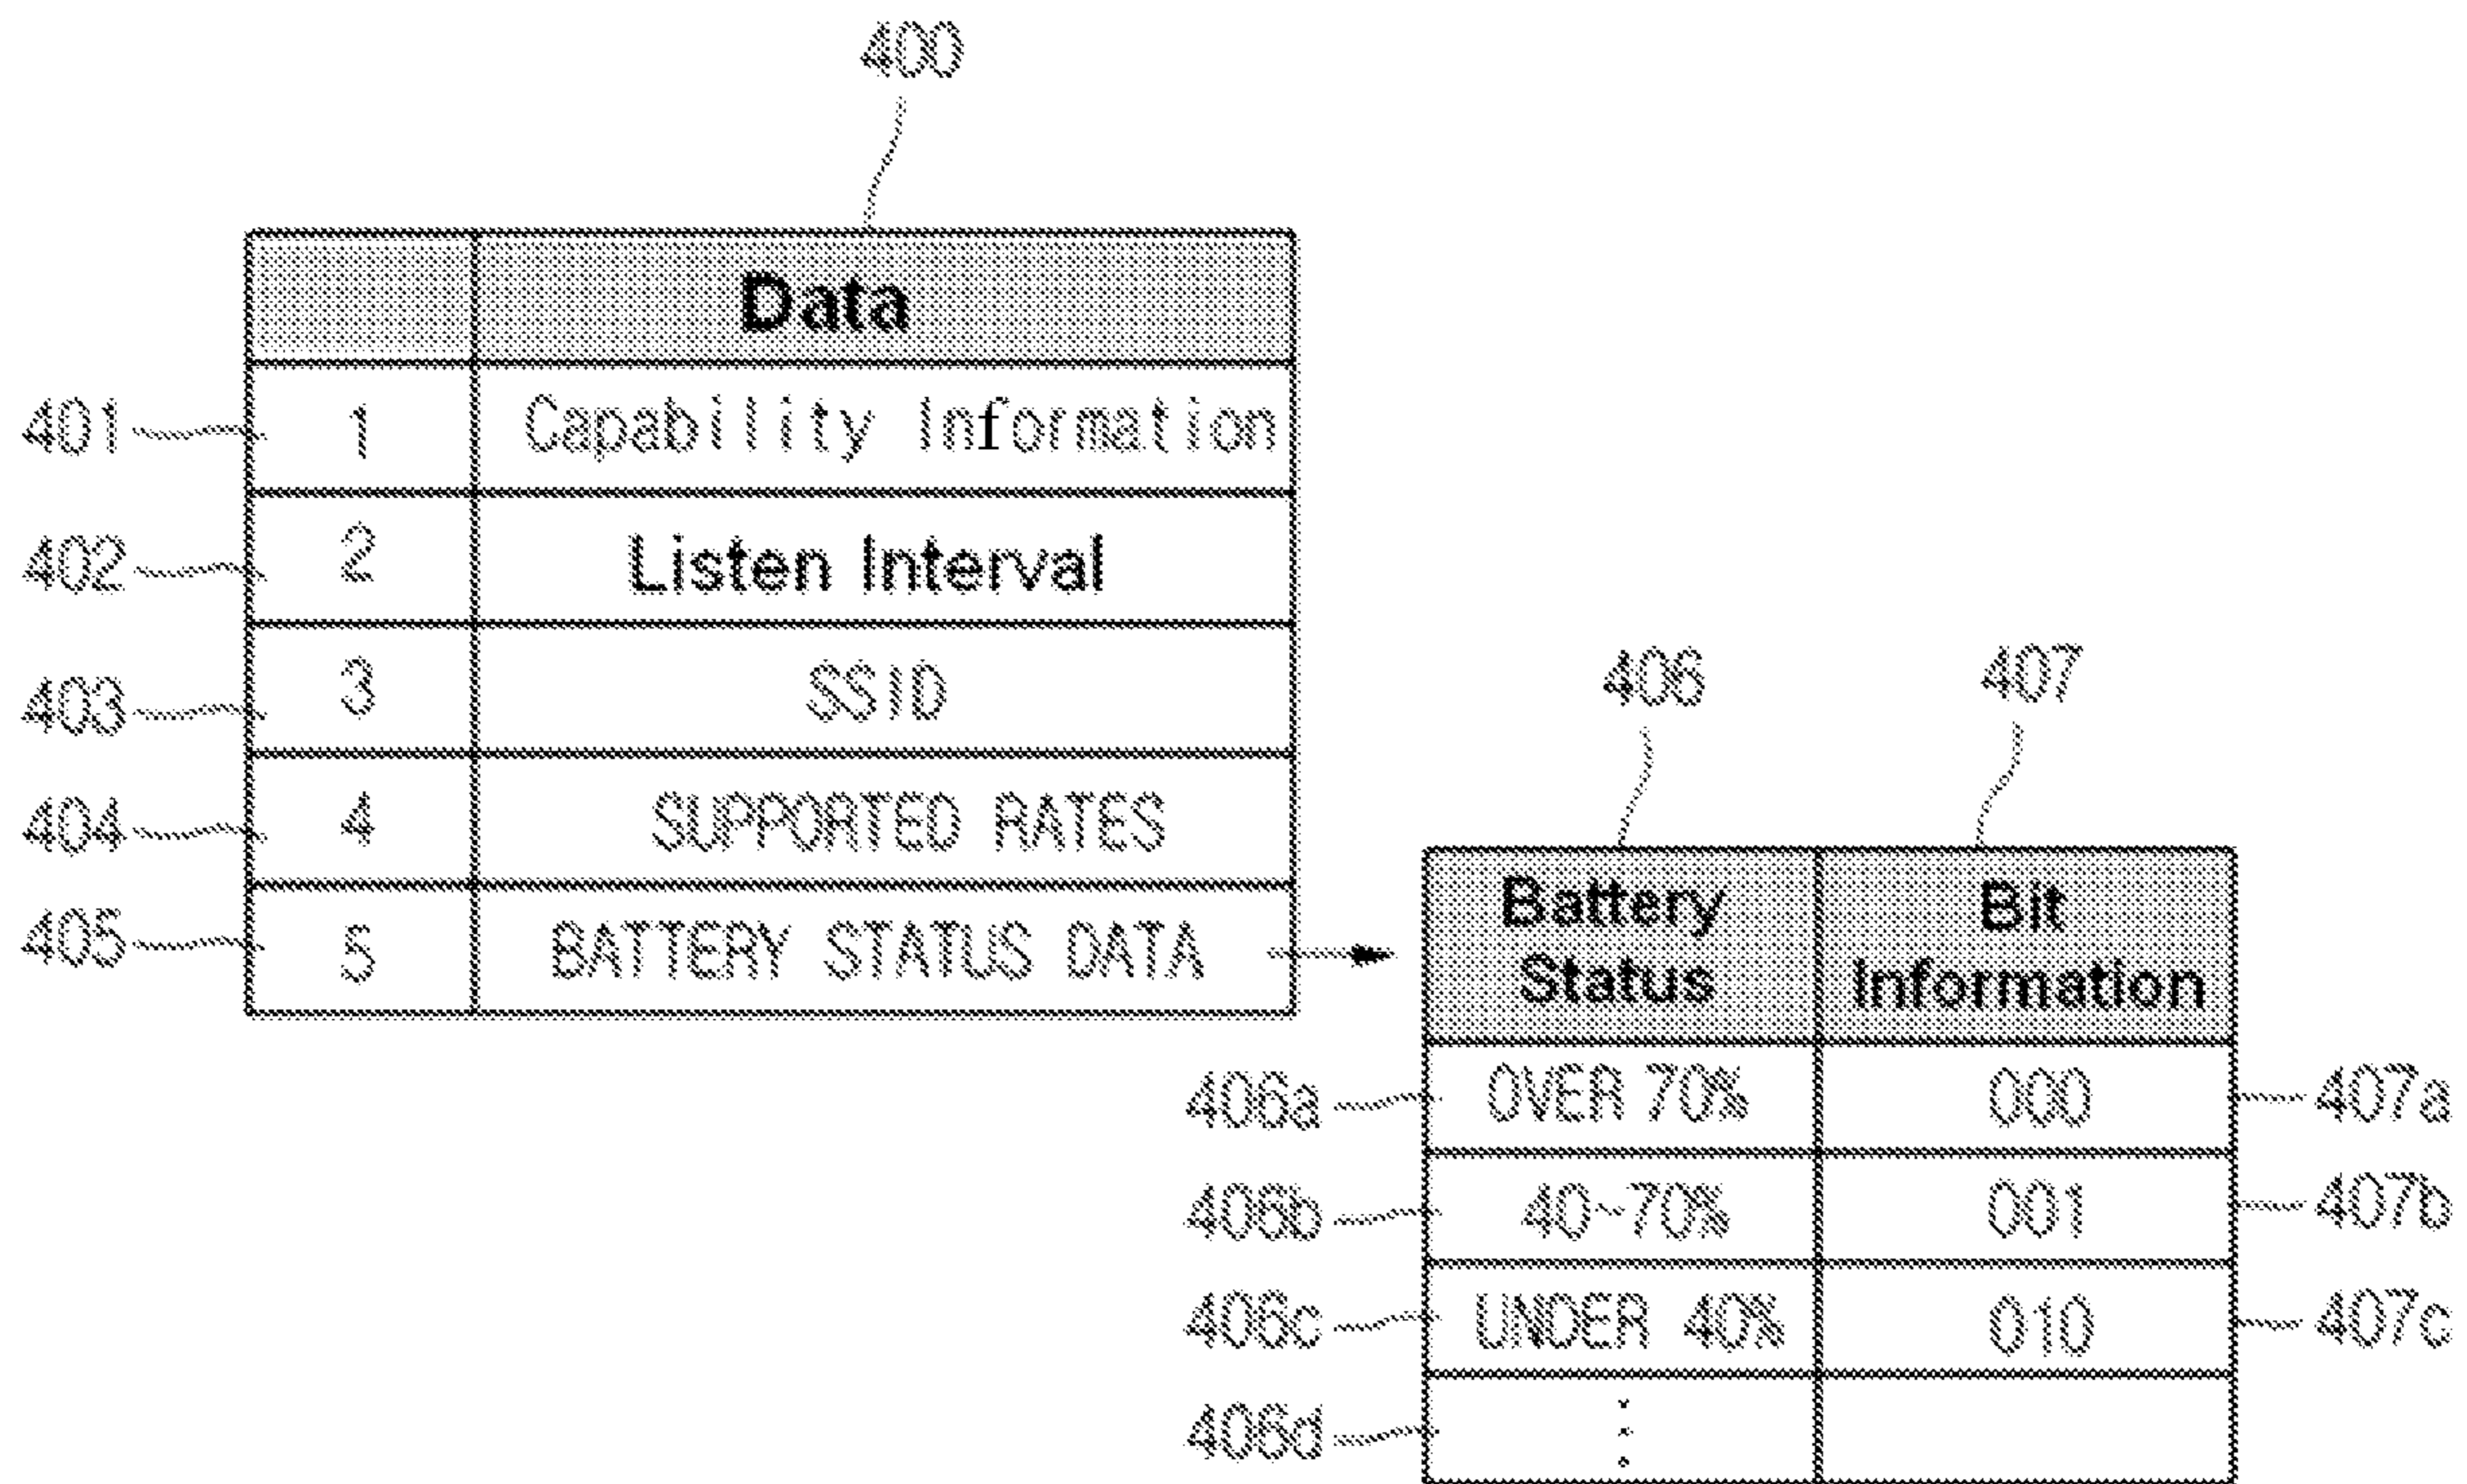 400
Data
401 1 Capability Information
402 2 Listen Interval
403 3 SSID
404 4 SUPPORTED RATES
405 5 BATTERY STATUS DATA
406 407
Battery Status Bit Information
406a OVER 70% 000 407a
406b 40~70% 001 407b
406c UNDER 40% 010 407c
406d ⋮